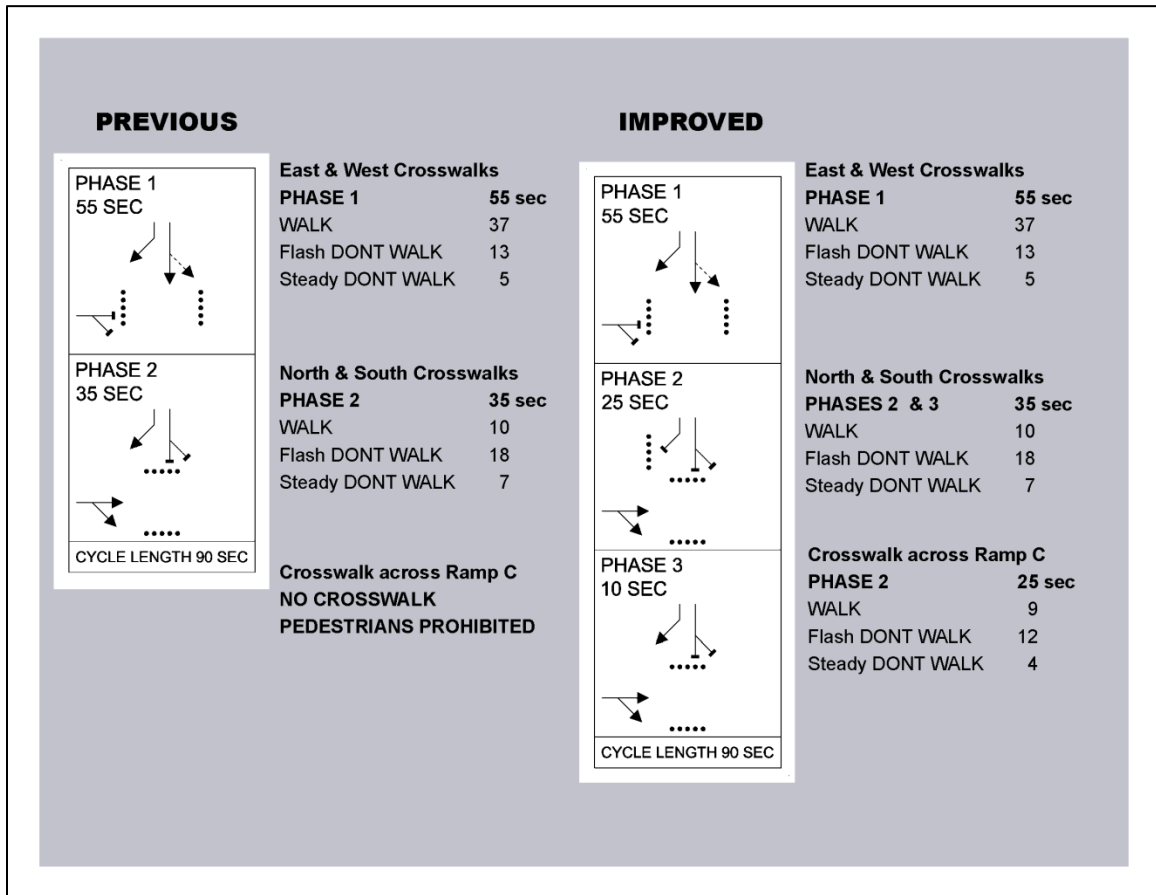 PREVIOUS
PHASE 1
55 SEC
PHASE 2
35 SEC
CYCLE LENGTH 90 SEC
East & West Crosswalks
PHASE 1 55 sec
WALK 37
Flash DONT WALK 13
Steady DONT WALK 5
North & South Crosswalks
PHASE 2 35 sec
WALK 10
Flash DONT WALK 18
Steady DONT WALK 7
Crosswalk across Ramp C
NO CROSSWALK
PEDESTRIANS PROHIBITED
IMPROVED
PHASE 1
55 SEC
PHASE 2
25 SEC
PHASE 3
10 SEC
CYCLE LENGTH 90 SEC
East & West Crosswalks
PHASE 1 55 sec
WALK 37
Flash DONT WALK 13
Steady DONT WALK 5
North & South Crosswalks
PHASES 2 & 3 35 sec
WALK 10
Flash DONT WALK 18
Steady DONT WALK 7
Crosswalk across Ramp C
PHASE 2 25 sec
WALK 9
Flash DONT WALK 12
Steady DONT WALK 4